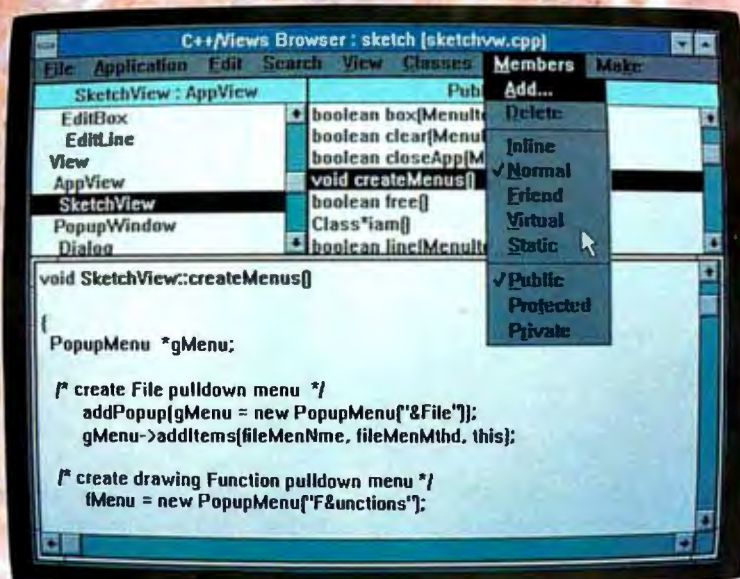 C++/Views Browser : sketch [sketchvw.cpp]
File Application Edit Search View Classes Members Make
SketchView : AppView
Publ
EditBox
EditLine
View
AppView
SketchView
PopupWindow
Dialog
boolean box(MenuIte
boolean clear(MenuI
boolean closeApp(M
void createMenus()
boolean free()
Class*iam()
boolean line(MenuIte
Add...
Delete
Inline
√Normal
Friend
Virtual
Static
√Public
Protected
Private
void SketchView::createMenus()
{
PopupMenu *gMenu;
/* create File pulldown menu */
addPopup(gMenu = new PopupMenu("&File"));
gMenu->addItems(fileMenNme, fileMenMthd, this);
/* create drawing Function pulldown menu */
fMenu = new PopupMenu("F&unctions");